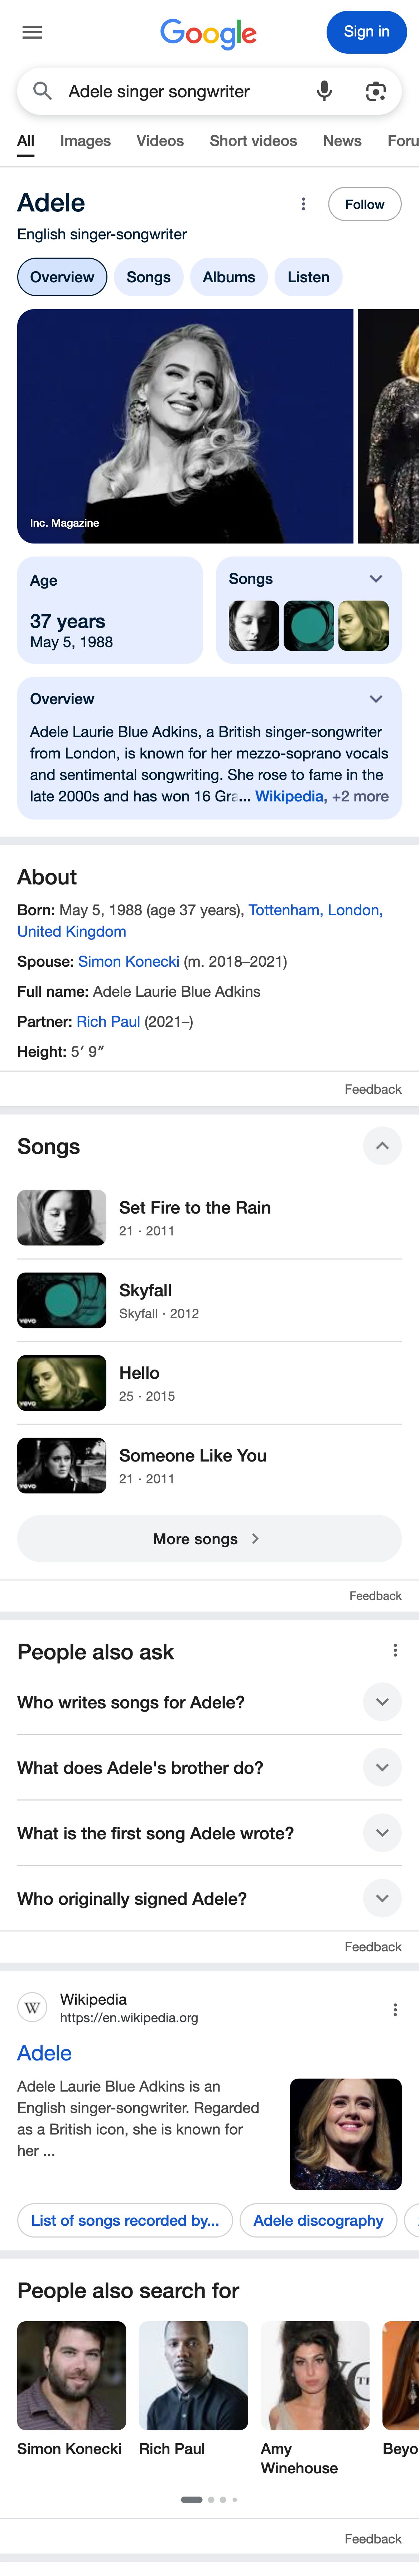 Google
Sign in
Adele singer songwriter
All Images Videos Short videos News Foru
Adele
Follow
English singer-songwriter
Overview Songs Albums Listen
Inc. Magazine
Age
37 years
May 5, 1988
Songs
Overview
Adele Laurie Blue Adkins, a British singer-songwriter
from London, is known for her mezzo-soprano vocals
and sentimental songwriting. She rose to fame in the
late 2000s and has won 16 Gra... Wikipedia, +2 more
About
Born: May 5, 1988 (age 37 years), Tottenham, London,
United Kingdom
Spouse: Simon Konecki (m. 2018–2021)
Full name: Adele Laurie Blue Adkins
Partner: Rich Paul (2021–)
Height: 5′ 9″
Feedback
Songs
Set Fire to the Rain
21 · 2011
vevo
Skyfall
Skyfall · 2012
vevo
Hello
25 · 2015
vevo
Someone Like You
21 · 2011
More songs
Feedback
People also ask
Who writes songs for Adele?
What does Adele's brother do?
What is the first song Adele wrote?
Who originally signed Adele?
Feedback
W
Wikipedia
https://en.wikipedia.org
Adele
Adele Laurie Blue Adkins is an
English singer-songwriter. Regarded
as a British icon, she is known for
her ...
List of songs recorded by... Adele discography
People also search for
Simon Konecki
Rich Paul
Amy
Winehouse
Beyo
Feedback